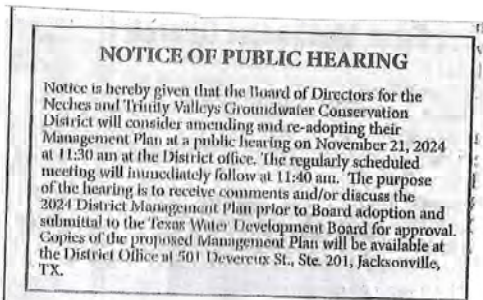 NOTICE OF PUBLIC HEARING
Notice is hereby given that the Board of Directors for the
Neches and Trinity Valleys Groundwater Conservation
District will consider amending and re-adopting their
Management Plan at a public hearing on November 21, 2024
at 11:30 am at the District office. The regularly scheduled
meeting will immediately follow at 11:40 am. The purpose
of the hearing is to receive comments and/or discuss the
2024 District Management Plan prior to Board adoption and
submittal to the Texas Water Development Board for approval.
Copies of the proposed Management Plan will be available at
the District Office at 501 Devereux St., Ste. 201, Jacksonville,
TX.